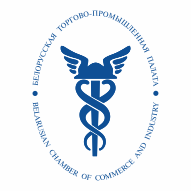 БЕЛОРУССКАЯ ТОРГОВО-ПРОМЫШЛЕННАЯ ПАЛАТА
BELARUSIAN CHAMBER OF COMMERCE AND INDUSTRY